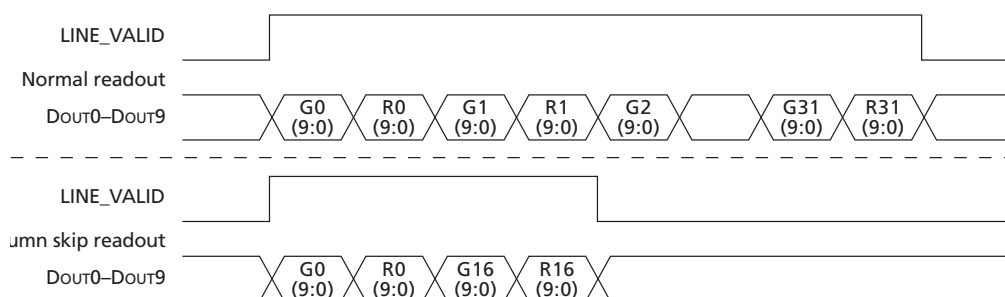 LINE_VALID
Normal readout
DOUT0–DOUT9
G0 (9:0) R0 (9:0) G1 (9:0) R1 (9:0) G2 (9:0) G31 (9:0) R31 (9:0)
LINE_VALID
umn skip readout
DOUT0–DOUT9
G0 (9:0) R0 (9:0) G16 (9:0) R16 (9:0)